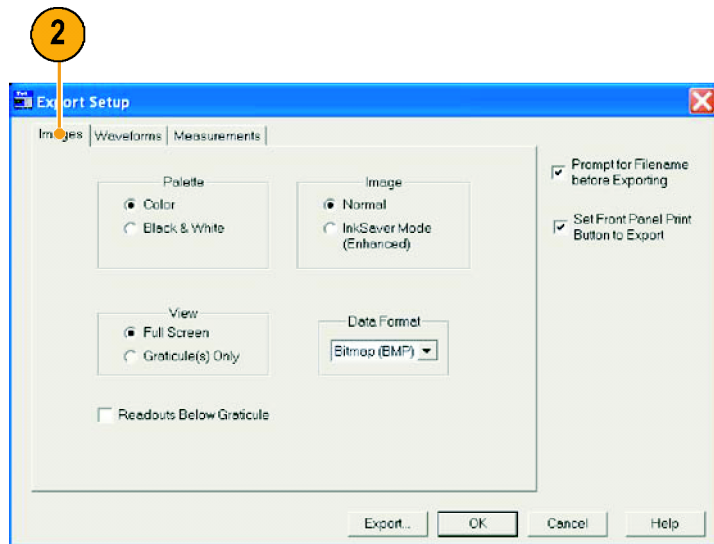 2
Export Setup
Images Waveforms Measurements
Palette
Color
Black & White
Image
Normal
InkSaver Mode
(Enhanced)
View
Full Screen
Graticule(s) Only
Data Format
Bitmap (BMP)
Readouts Below Graticule
Prompt for Filename
before Exporting
Set Front Panel Print
Button to Export
Export... OK Cancel Help